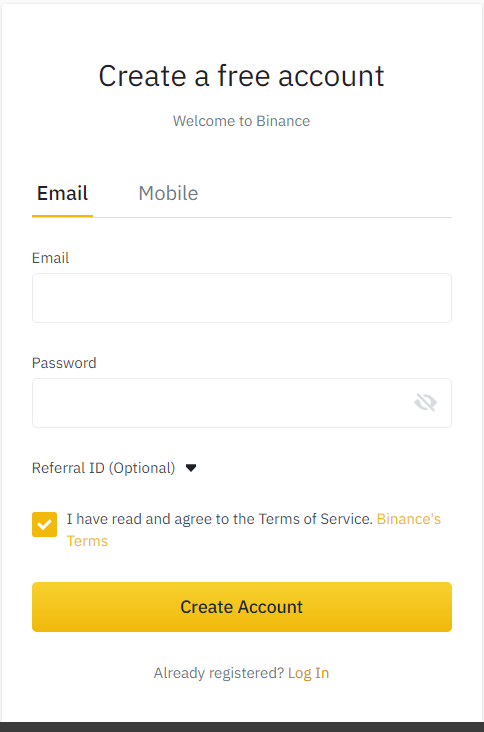 Create a free account
Welcome to Binance
Email Mobile
Email
Password
Referral ID (Optional)
I have read and agree to the Terms of Service. Binance's
Terms
Create Account
Already registered? Log In